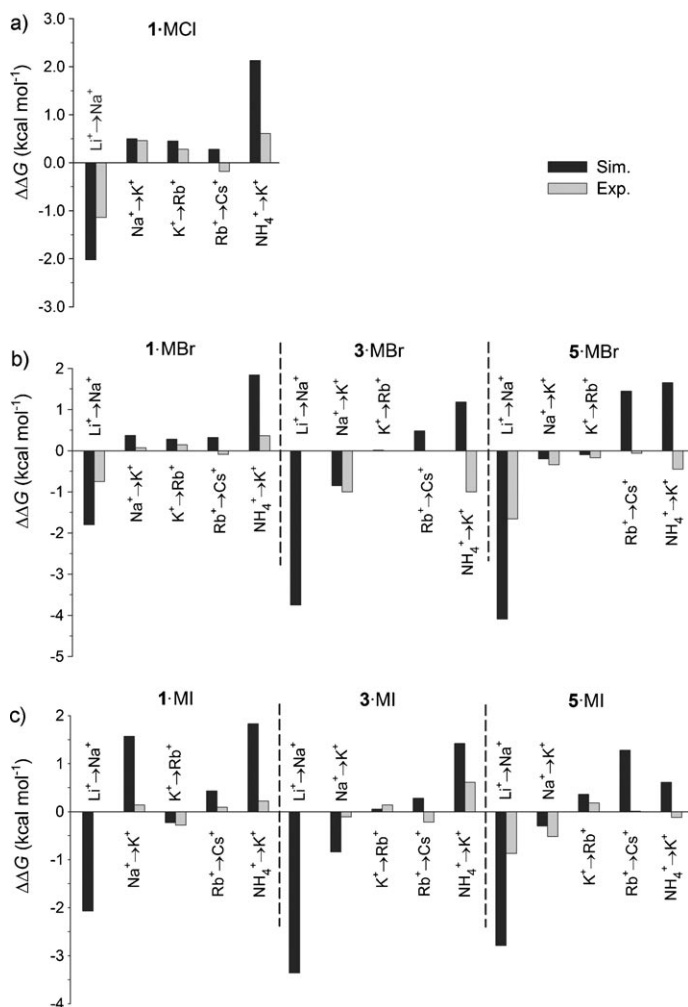 a)
1·MCl
3.0
2.0
1.0
0.0
-1.0
-2.0
-3.0
ΔΔG (kcal mol⁻¹)
Li⁺→Na⁺
Na⁺→K⁺
K⁺→Rb⁺
Rb⁺→Cs⁺
NH₄⁺→K⁺
Sim.
Exp.
b)
1·MBr
3·MBr
5·MBr
2
1
0
-1
-2
-3
-4
-5
ΔΔG (kcal mol⁻¹)
Li⁺→Na⁺
Na⁺→K⁺
K⁺→Rb⁺
Rb⁺→Cs⁺
NH₄⁺→K⁺
Li⁺→Na⁺
Na⁺→K⁺
K⁺→Rb⁺
Rb⁺→Cs⁺
NH₄⁺→K⁺
Li⁺→Na⁺
Na⁺→K⁺
K⁺→Rb⁺
Rb⁺→Cs⁺
NH₄⁺→K⁺
c)
1·MI
3·MI
5·MI
2
1
0
-1
-2
-3
-4
ΔΔG (kcal mol⁻¹)
Li⁺→Na⁺
Na⁺→K⁺
K⁺→Rb⁺
Rb⁺→Cs⁺
NH₄⁺→K⁺
Li⁺→Na⁺
Na⁺→K⁺
K⁺→Rb⁺
Rb⁺→Cs⁺
NH₄⁺→K⁺
Li⁺→Na⁺
Na⁺→K⁺
K⁺→Rb⁺
Rb⁺→Cs⁺
NH₄⁺→K⁺